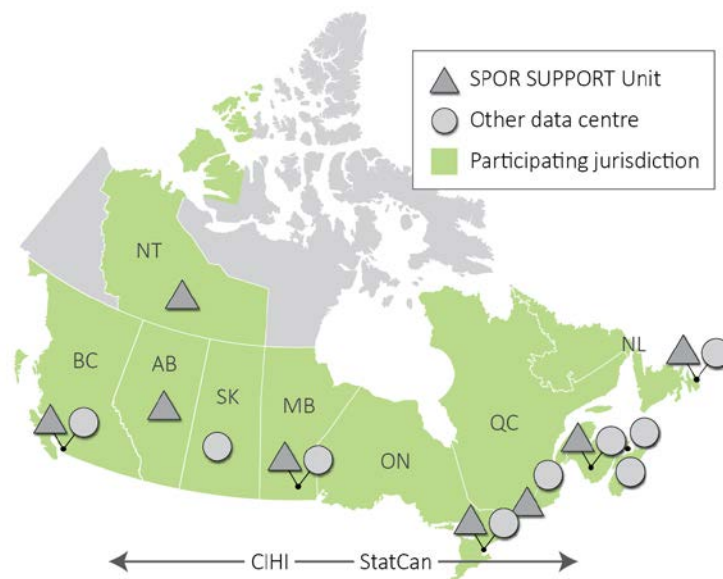 SPOR SUPPORT Unit
Other data centre
Participating jurisdiction
NT
BC
AB
SK
MB
ON
QC
NL
CIHI
StatCan